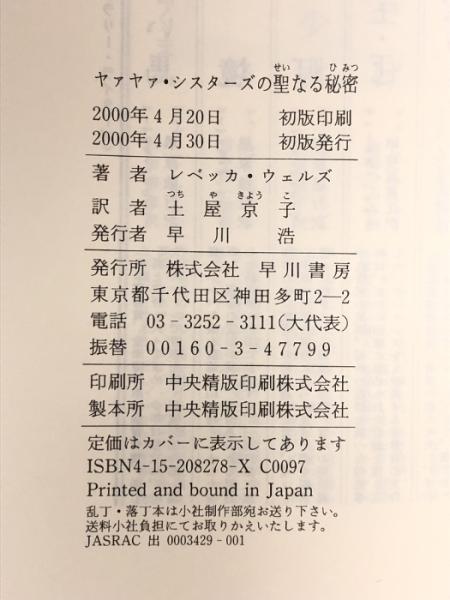 ヤァヤァ・シスターズの聖なる秘密
せい ひ みつ
2000年4月20日 初版印刷
2000年4月30日 初版発行
著者 レベッカ・ウェルズ
つち や きよう こ
訳者 土屋京子
発行者 早川 浩
発行所 株式会社 早川書房
東京都千代田区神田多町2―2
電話 03-3252-3111(大代表)
振替 00160-3-47799
印刷所 中央精版印刷株式会社
製本所 中央精版印刷株式会社
定価はカバーに表示してあります
ISBN4-15-208278-X C0097
Printed and bound in Japan
乱丁・落丁本は小社制作部宛お送り下さい。
送料小社負担にてお取りかえいたします。
JASRAC 出 0003429-001